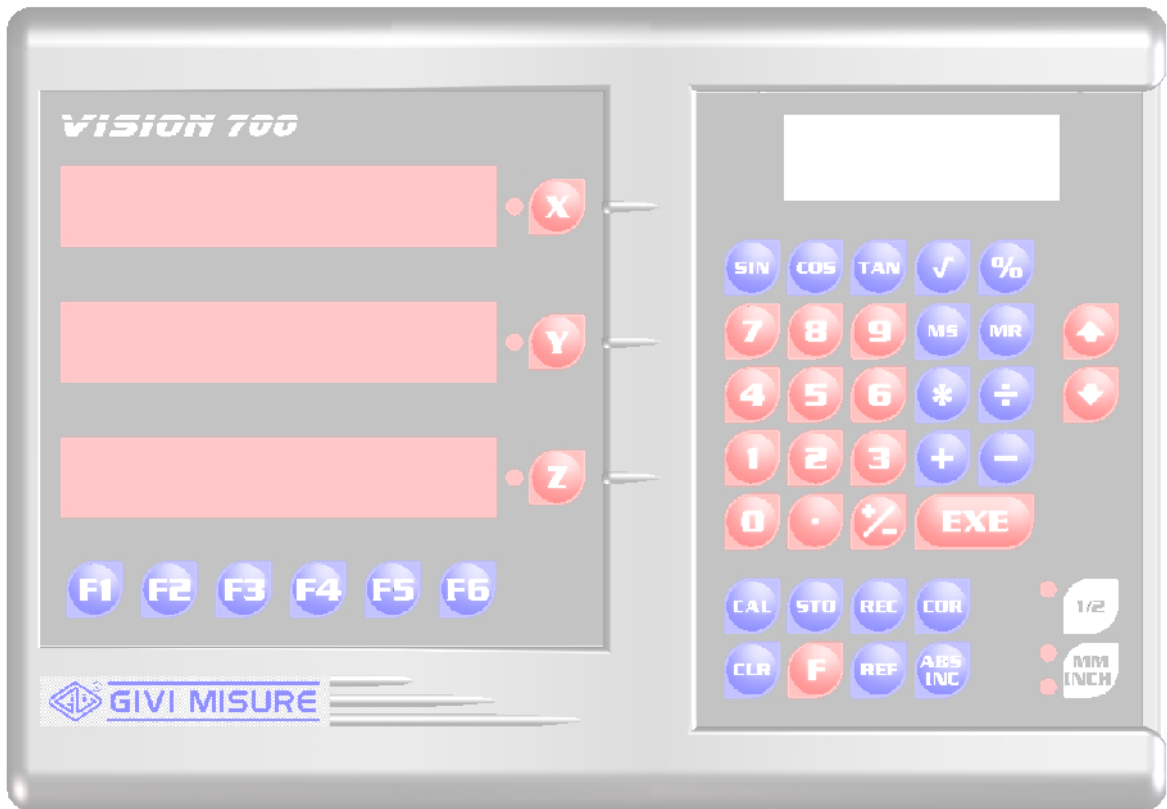 VISION 700
X
Y
Z
F1 F2 F3 F4 F5 F6
GIVI MISURE
SIN COS TAN √ %
7 8 9 MS MR
4 5 6 * ÷
1 2 3 + −
0 . +/- EXE
CAL STO REC COR 1/2
CLR F REF ABS INC MM INCH